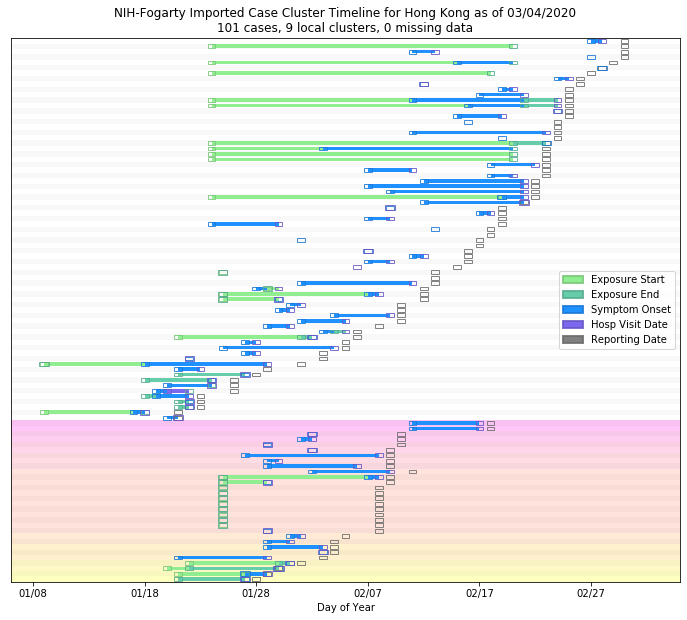 NIH-Fogarty Imported Case Cluster Timeline for Hong Kong as of 03/04/2020
101 cases, 9 local clusters, 0 missing data
Exposure Start
Exposure End
Symptom Onset
Hosp Visit Date
Reporting Date
01/08 01/18 01/28 02/07 02/17 02/27
Day of Year